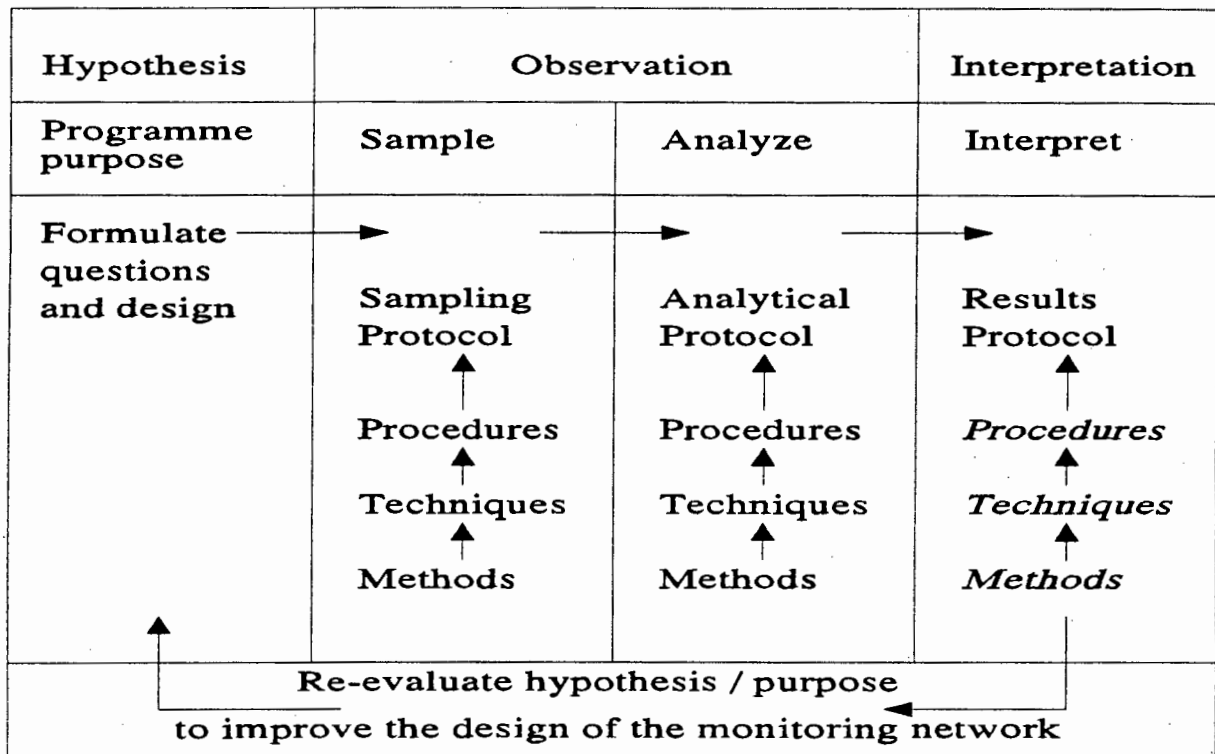 Hypothesis
Observation
Interpretation
Programme
purpose
Sample
Analyze
Interpret
Formulate
questions
and design
Sampling
Protocol
Procedures
Techniques
Methods
Analytical
Protocol
Procedures
Techniques
Methods
Results
Protocol
Procedures
Techniques
Methods
Re-evaluate hypothesis / purpose
to improve the design of the monitoring network